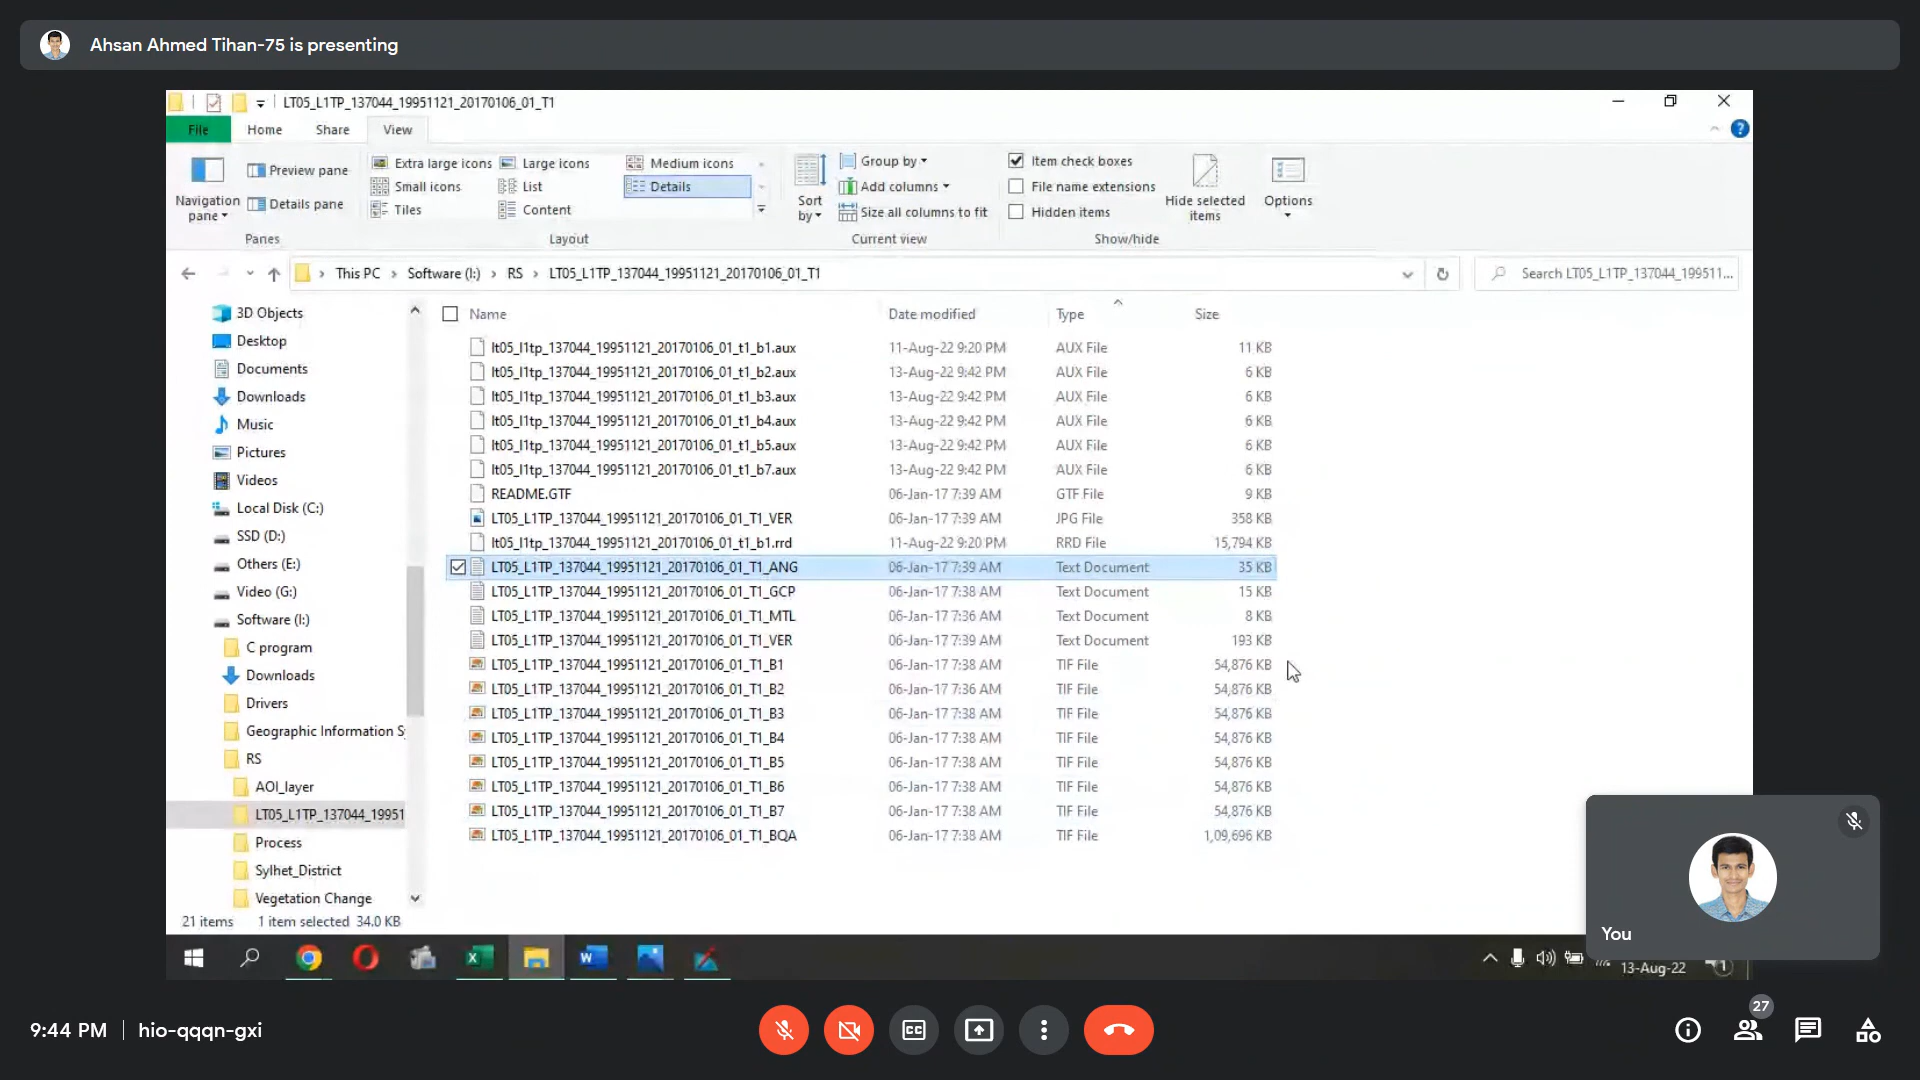 Ahsan Ahmed Tihan-75 is presenting
LT05_L1TP_137044_19951121_20170106_01_T1
File Home Share View
Navigation pane
Preview pane
Details pane
Panes
Extra large icons Large icons Medium icons
Small icons List Details
Tiles Content
Layout
Sort by
Group by
Add columns
Size all columns to fit
Current view
Item check boxes
File name extensions
Hidden items
Hide selected items
Options
Show/hide
This PC Software (I:) RS LT05_L1TP_137044_19951121_20170106_01_T1
Search LT05_L1TP_137044_199511...
3D Objects
Desktop
Documents
Downloads
Music
Pictures
Videos
Local Disk (C:)
SSD (D:)
Others (E:)
Video (G:)
Software (I:)
C program
Downloads
Drivers
Geographic Information S
RS
AOI_layer
LT05_L1TP_137044_19951
Process
Sylhet_District
Vegetation Change
Name Date modified Type Size
lt05_l1tp_137044_19951121_20170106_01_t1_b1.aux 11-Aug-22 9:20 PM AUX File 11 KB
lt05_l1tp_137044_19951121_20170106_01_t1_b2.aux 13-Aug-22 9:42 PM AUX File 6 KB
lt05_l1tp_137044_19951121_20170106_01_t1_b3.aux 13-Aug-22 9:42 PM AUX File 6 KB
lt05_l1tp_137044_19951121_20170106_01_t1_b4.aux 13-Aug-22 9:42 PM AUX File 6 KB
lt05_l1tp_137044_19951121_20170106_01_t1_b5.aux 13-Aug-22 9:42 PM AUX File 6 KB
lt05_l1tp_137044_19951121_20170106_01_t1_b7.aux 13-Aug-22 9:42 PM AUX File 6 KB
README.GTF 06-Jan-17 7:39 AM GTF File 9 KB
LT05_L1TP_137044_19951121_20170106_01_T1_VER 06-Jan-17 7:39 AM JPG File 358 KB
lt05_l1tp_137044_19951121_20170106_01_t1_b1.rrd 11-Aug-22 9:20 PM RRD File 15,794 KB
LT05_L1TP_137044_19951121_20170106_01_T1_ANG 06-Jan-17 7:39 AM Text Document 35 KB
LT05_L1TP_137044_19951121_20170106_01_T1_GCP 06-Jan-17 7:38 AM Text Document 15 KB
LT05_L1TP_137044_19951121_20170106_01_T1_MTL 06-Jan-17 7:36 AM Text Document 8 KB
LT05_L1TP_137044_19951121_20170106_01_T1_VER 06-Jan-17 7:39 AM Text Document 193 KB
LT05_L1TP_137044_19951121_20170106_01_T1_B1 06-Jan-17 7:38 AM TIF File 54,876 KB
LT05_L1TP_137044_19951121_20170106_01_T1_B2 06-Jan-17 7:36 AM TIF File 54,876 KB
LT05_L1TP_137044_19951121_20170106_01_T1_B3 06-Jan-17 7:38 AM TIF File 54,876 KB
LT05_L1TP_137044_19951121_20170106_01_T1_B4 06-Jan-17 7:38 AM TIF File 54,876 KB
LT05_L1TP_137044_19951121_20170106_01_T1_B5 06-Jan-17 7:38 AM TIF File 54,876 KB
LT05_L1TP_137044_19951121_20170106_01_T1_B6 06-Jan-17 7:38 AM TIF File 54,876 KB
LT05_L1TP_137044_19951121_20170106_01_T1_B7 06-Jan-17 7:38 AM TIF File 54,876 KB
LT05_L1TP_137044_19951121_20170106_01_T1_BQA 06-Jan-17 7:38 AM TIF File 1,09,696 KB
21 items 1 item selected 34.0 KB
You
13-Aug-22
1
9:44 PM hio-qqqn-gxi
CC
27